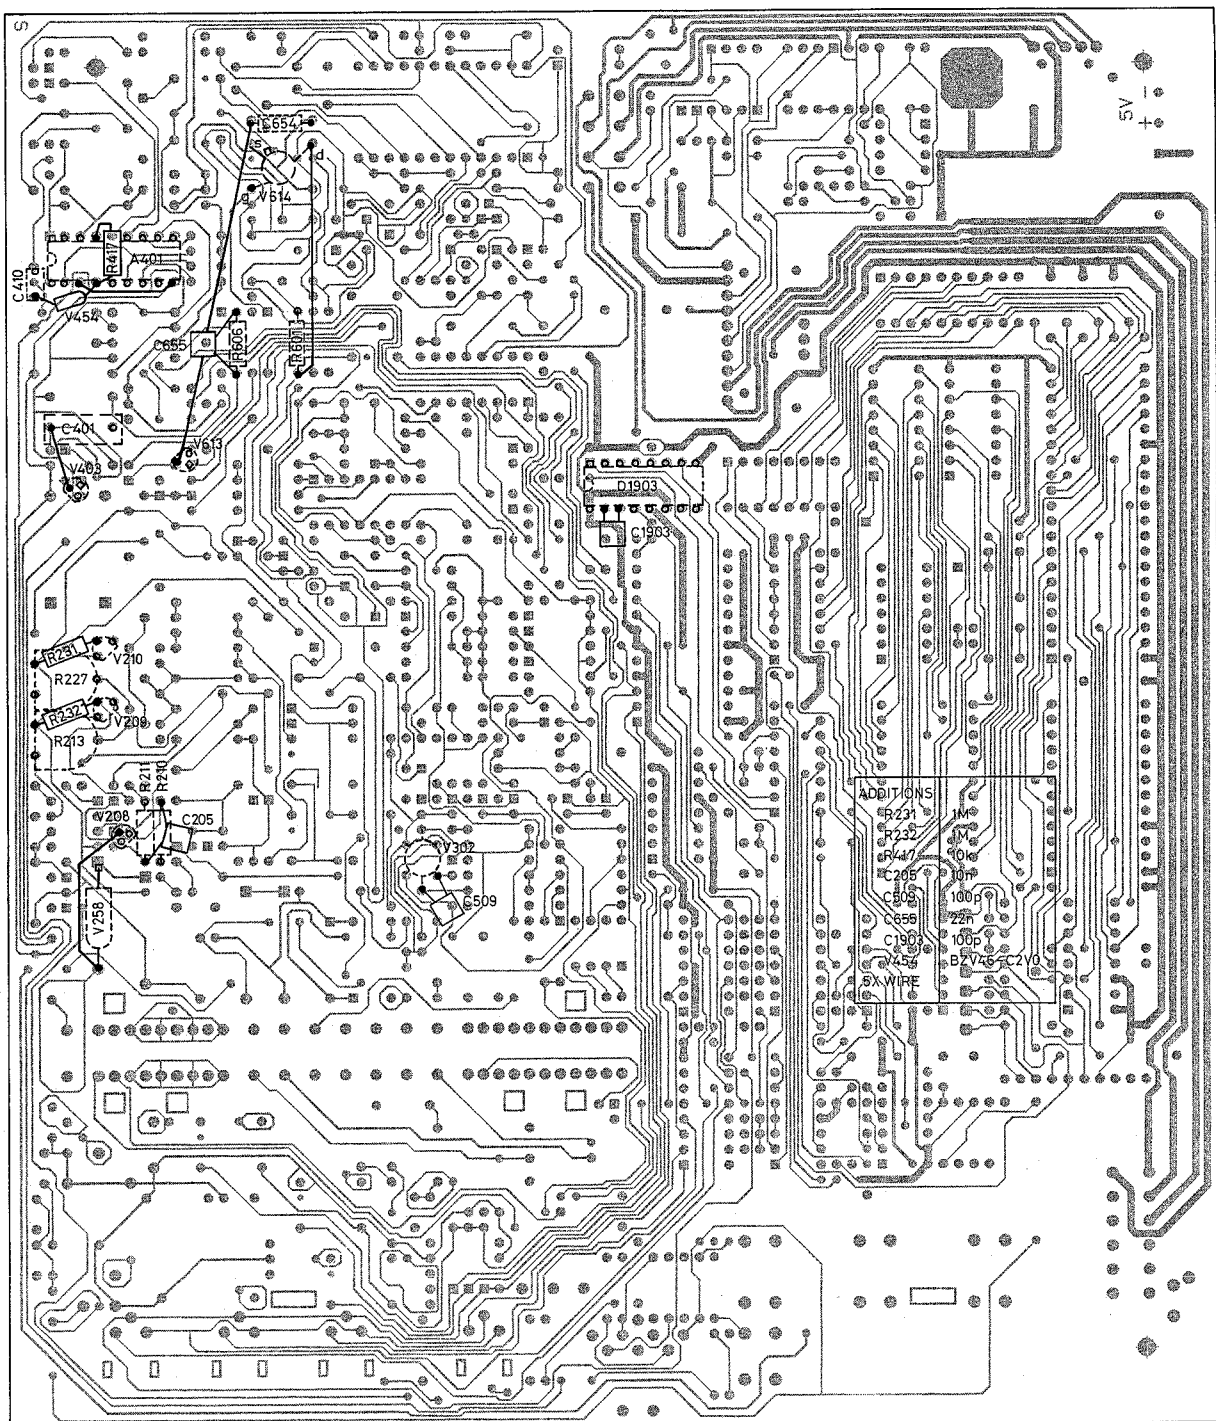 S
5V
+ -
C654
s
d
g
V614
R417
A401
C410
V454
C655
R606
R601
C401
V613
V403
D1903
C1903
R231
V210
R227
R232
V209
R213
R211
R210
V208
C205
V302
V258
C509
ADDITIONS
R231 1M
R232 1M
R417 10k
C205 10n
C509 100p
C655 22n
C1903 100p
V454 BZV46-C2V0
5X WIRE